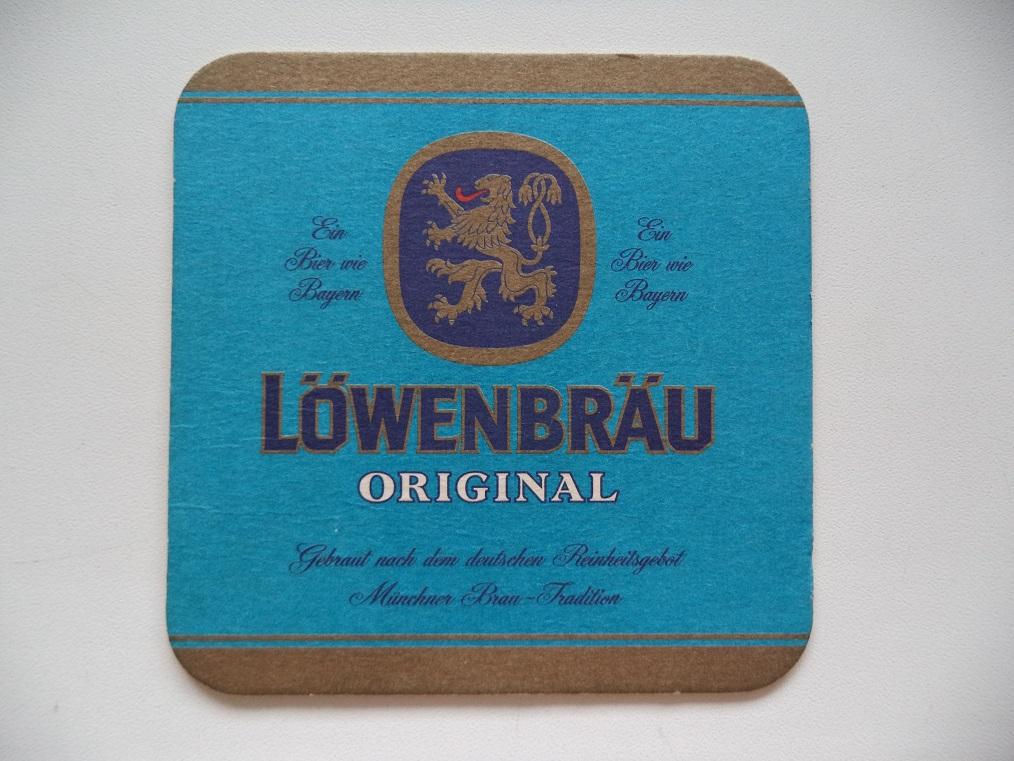 Ein
Bier wie
Bayern
Ein
Bier wie
Bayern
LÖWENBRÄU
ORIGINAL
Gebraut nach dem deutschen Reinheitsgebot
Münchner Brau-Tradition